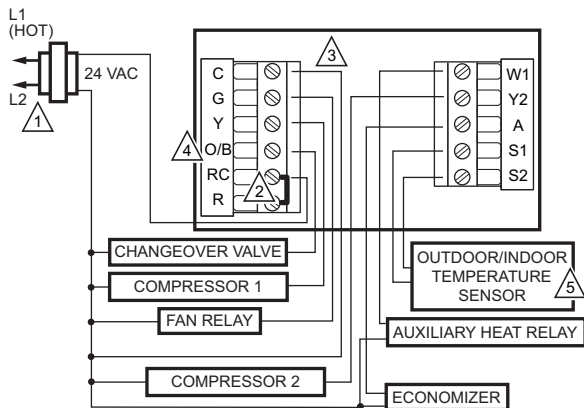 L1
(HOT)
24 VAC
L2
1
C
G
Y
O/B
RC
R
4
2
3
W1
Y2
A
S1
S2
CHANGEOVER VALVE
COMPRESSOR 1
FAN RELAY
COMPRESSOR 2
OUTDOOR/INDOOR
TEMPERATURE
SENSOR
5
AUXILIARY HEAT RELAY
ECONOMIZER